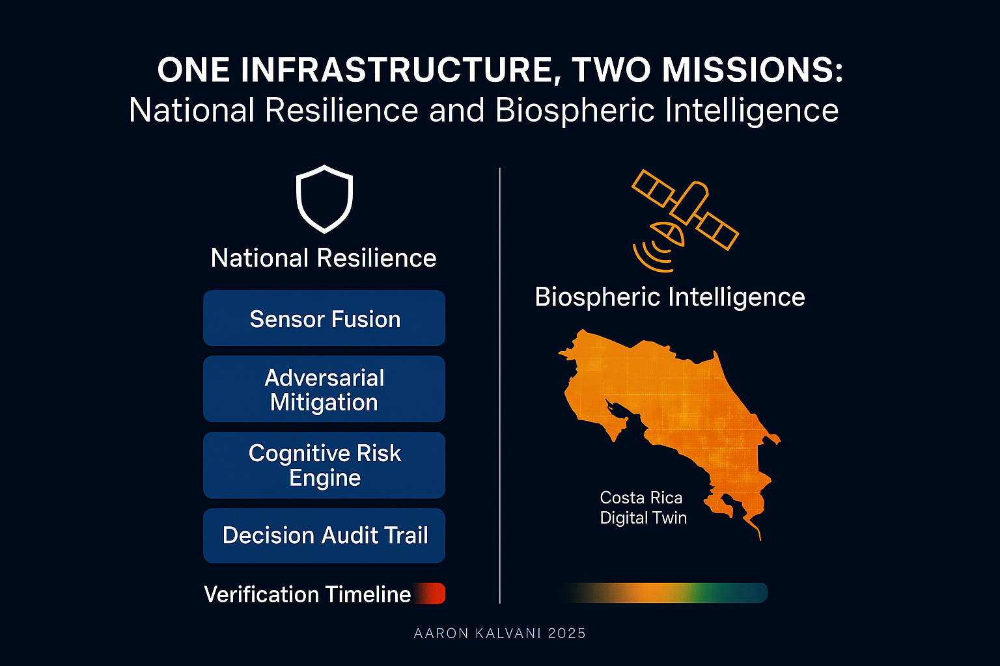 ONE INFRASTRUCTURE, TWO MISSIONS:
National Resilience and Biospheric Intelligence
National Resilience
Sensor Fusion
Adversarial
Mitigation
Cognitive Risk
Engine
Decision Audit Trail
Verification Timeline
Biospheric Intelligence
Costa Rica
Digital Twin
AARON KALVANI 2025